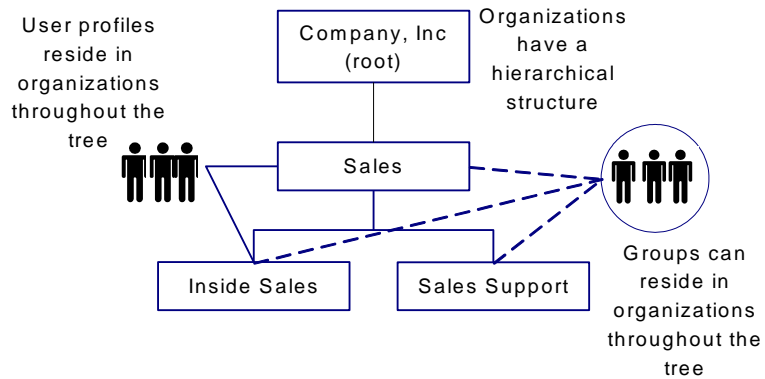 User profiles
reside in
organizations
throughout the
tree
Company, Inc
(root)
Organizations
have a
hierarchical
structure
Sales
Inside Sales
Sales Support
Groups can
reside in
organizations
throughout the
tree